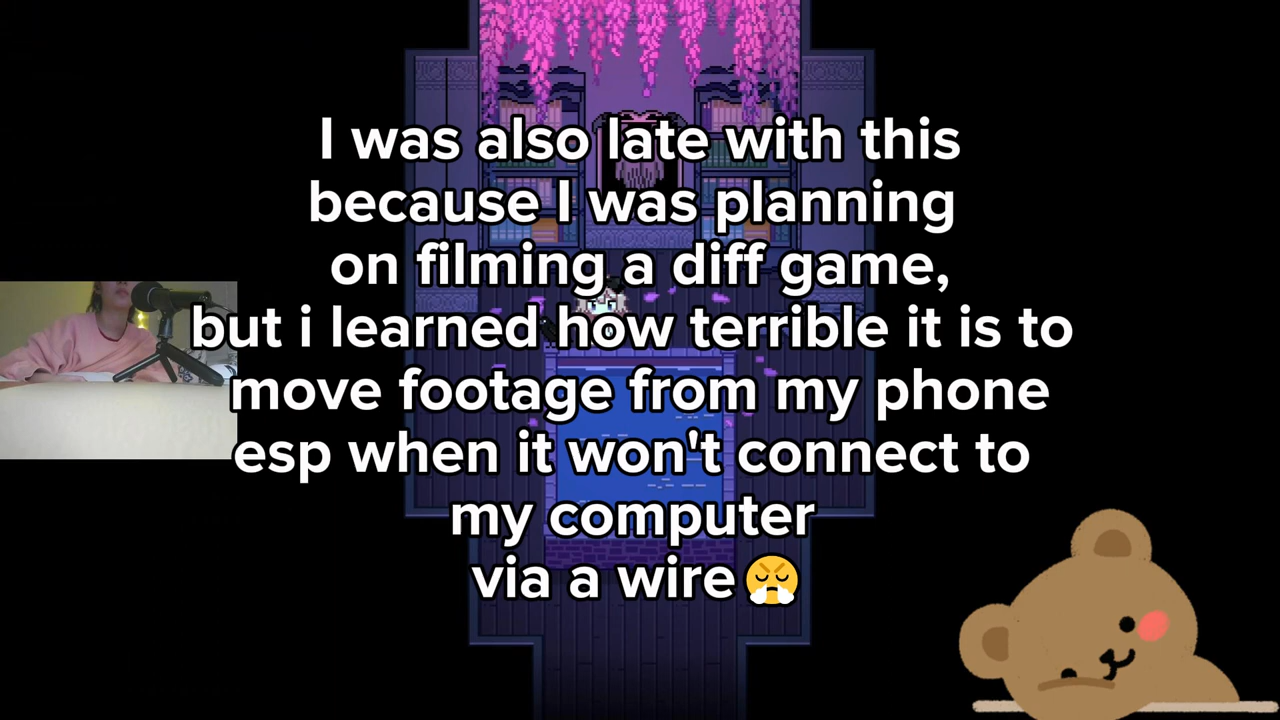 I was also late with this
because I was planning
on filming a diff game,
but i learned how terrible it is to
move footage from my phone
esp when it won't connect to
my computer
via a wire😤